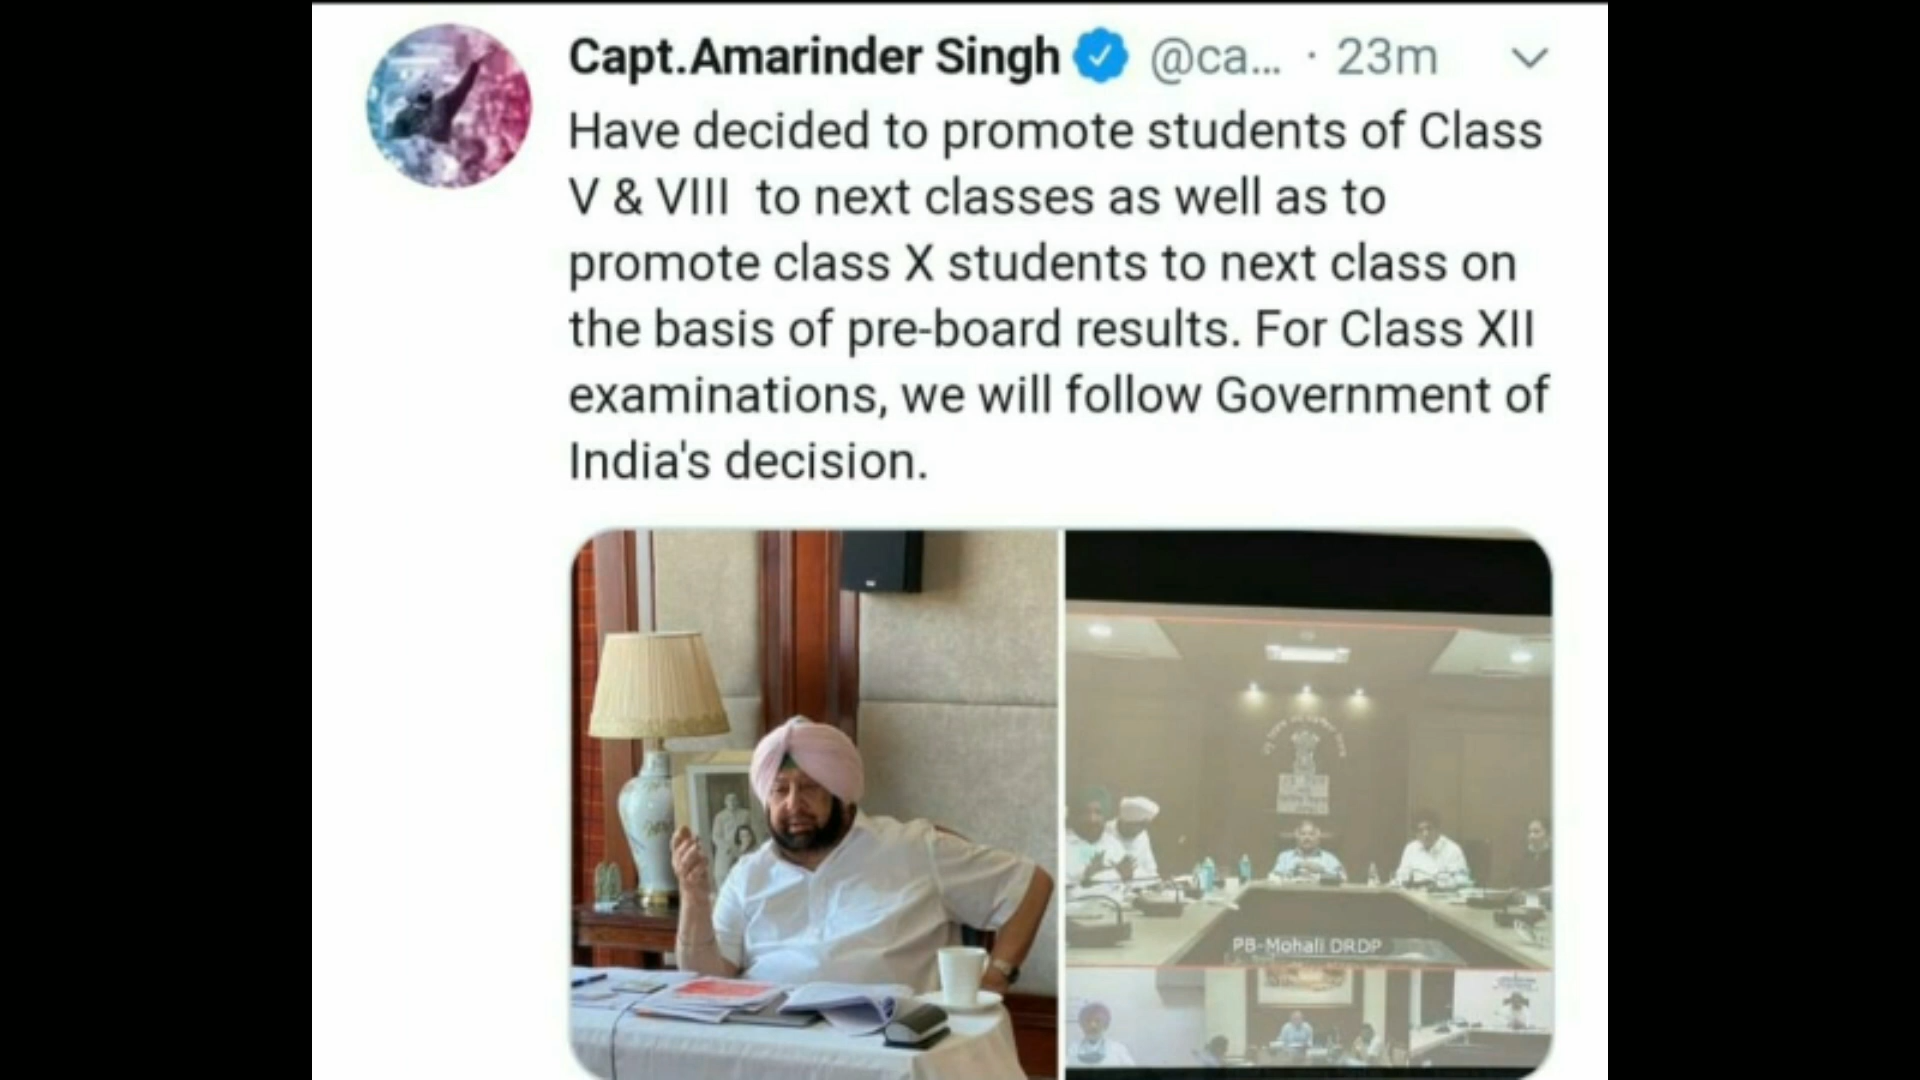 Capt.Amarinder Singh @ca... · 23m
Have decided to promote students of Class
V & VIII to next classes as well as to
promote class X students to next class on
the basis of pre-board results. For Class XII
examinations, we will follow Government of
India's decision.
PB-Mohali DRDP